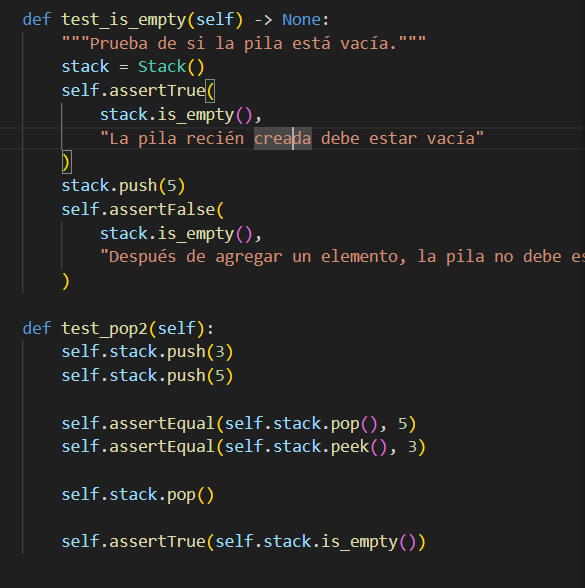 def test_is_empty(self) -> None:
"""Prueba de si la pila está vacía."""
stack = Stack()
self.assertTrue(
stack.is_empty(),
"La pila recién creada debe estar vacía"
)
stack.push(5)
self.assertFalse(
stack.is_empty(),
"Después de agregar un elemento, la pila no debe es
)
def test_pop2(self):
self.stack.push(3)
self.stack.push(5)
self.assertEqual(self.stack.pop(), 5)
self.assertEqual(self.stack.peek(), 3)
self.stack.pop()
self.assertTrue(self.stack.is_empty())